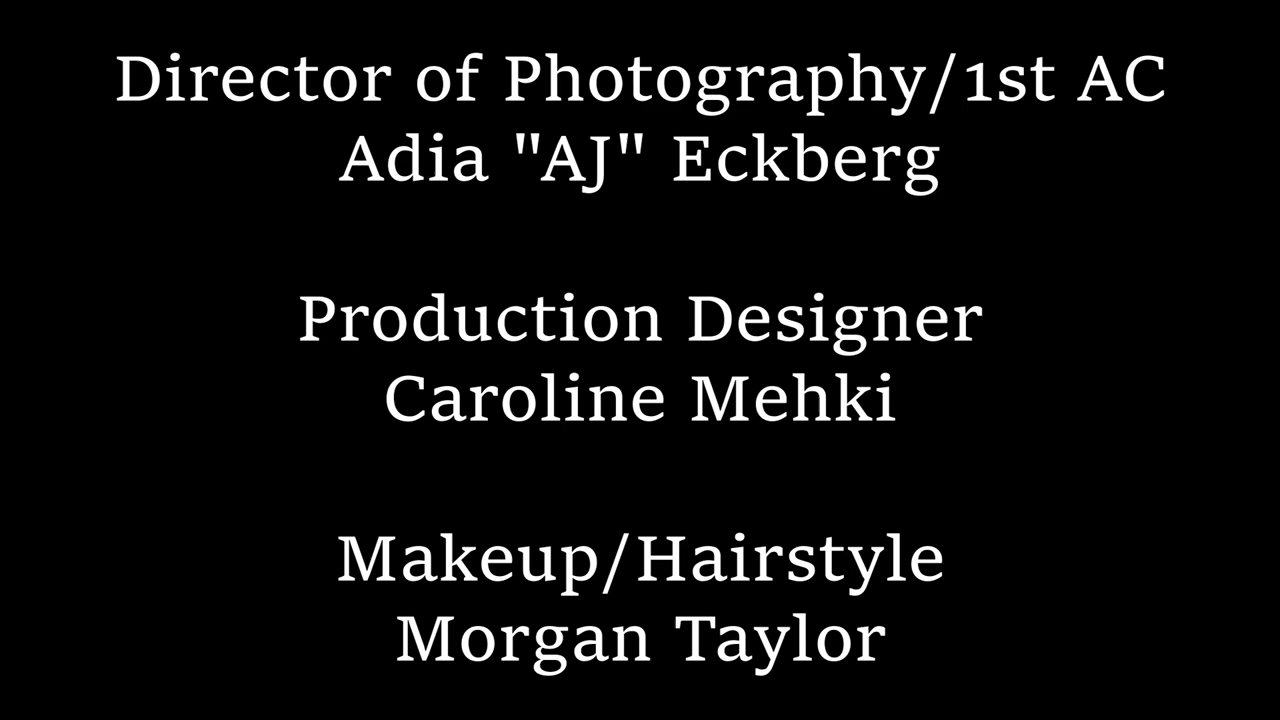 Director of Photography/1st AC
Adia "AJ" Eckberg
Production Designer
Caroline Mehki
Makeup/Hairstyle
Morgan Taylor